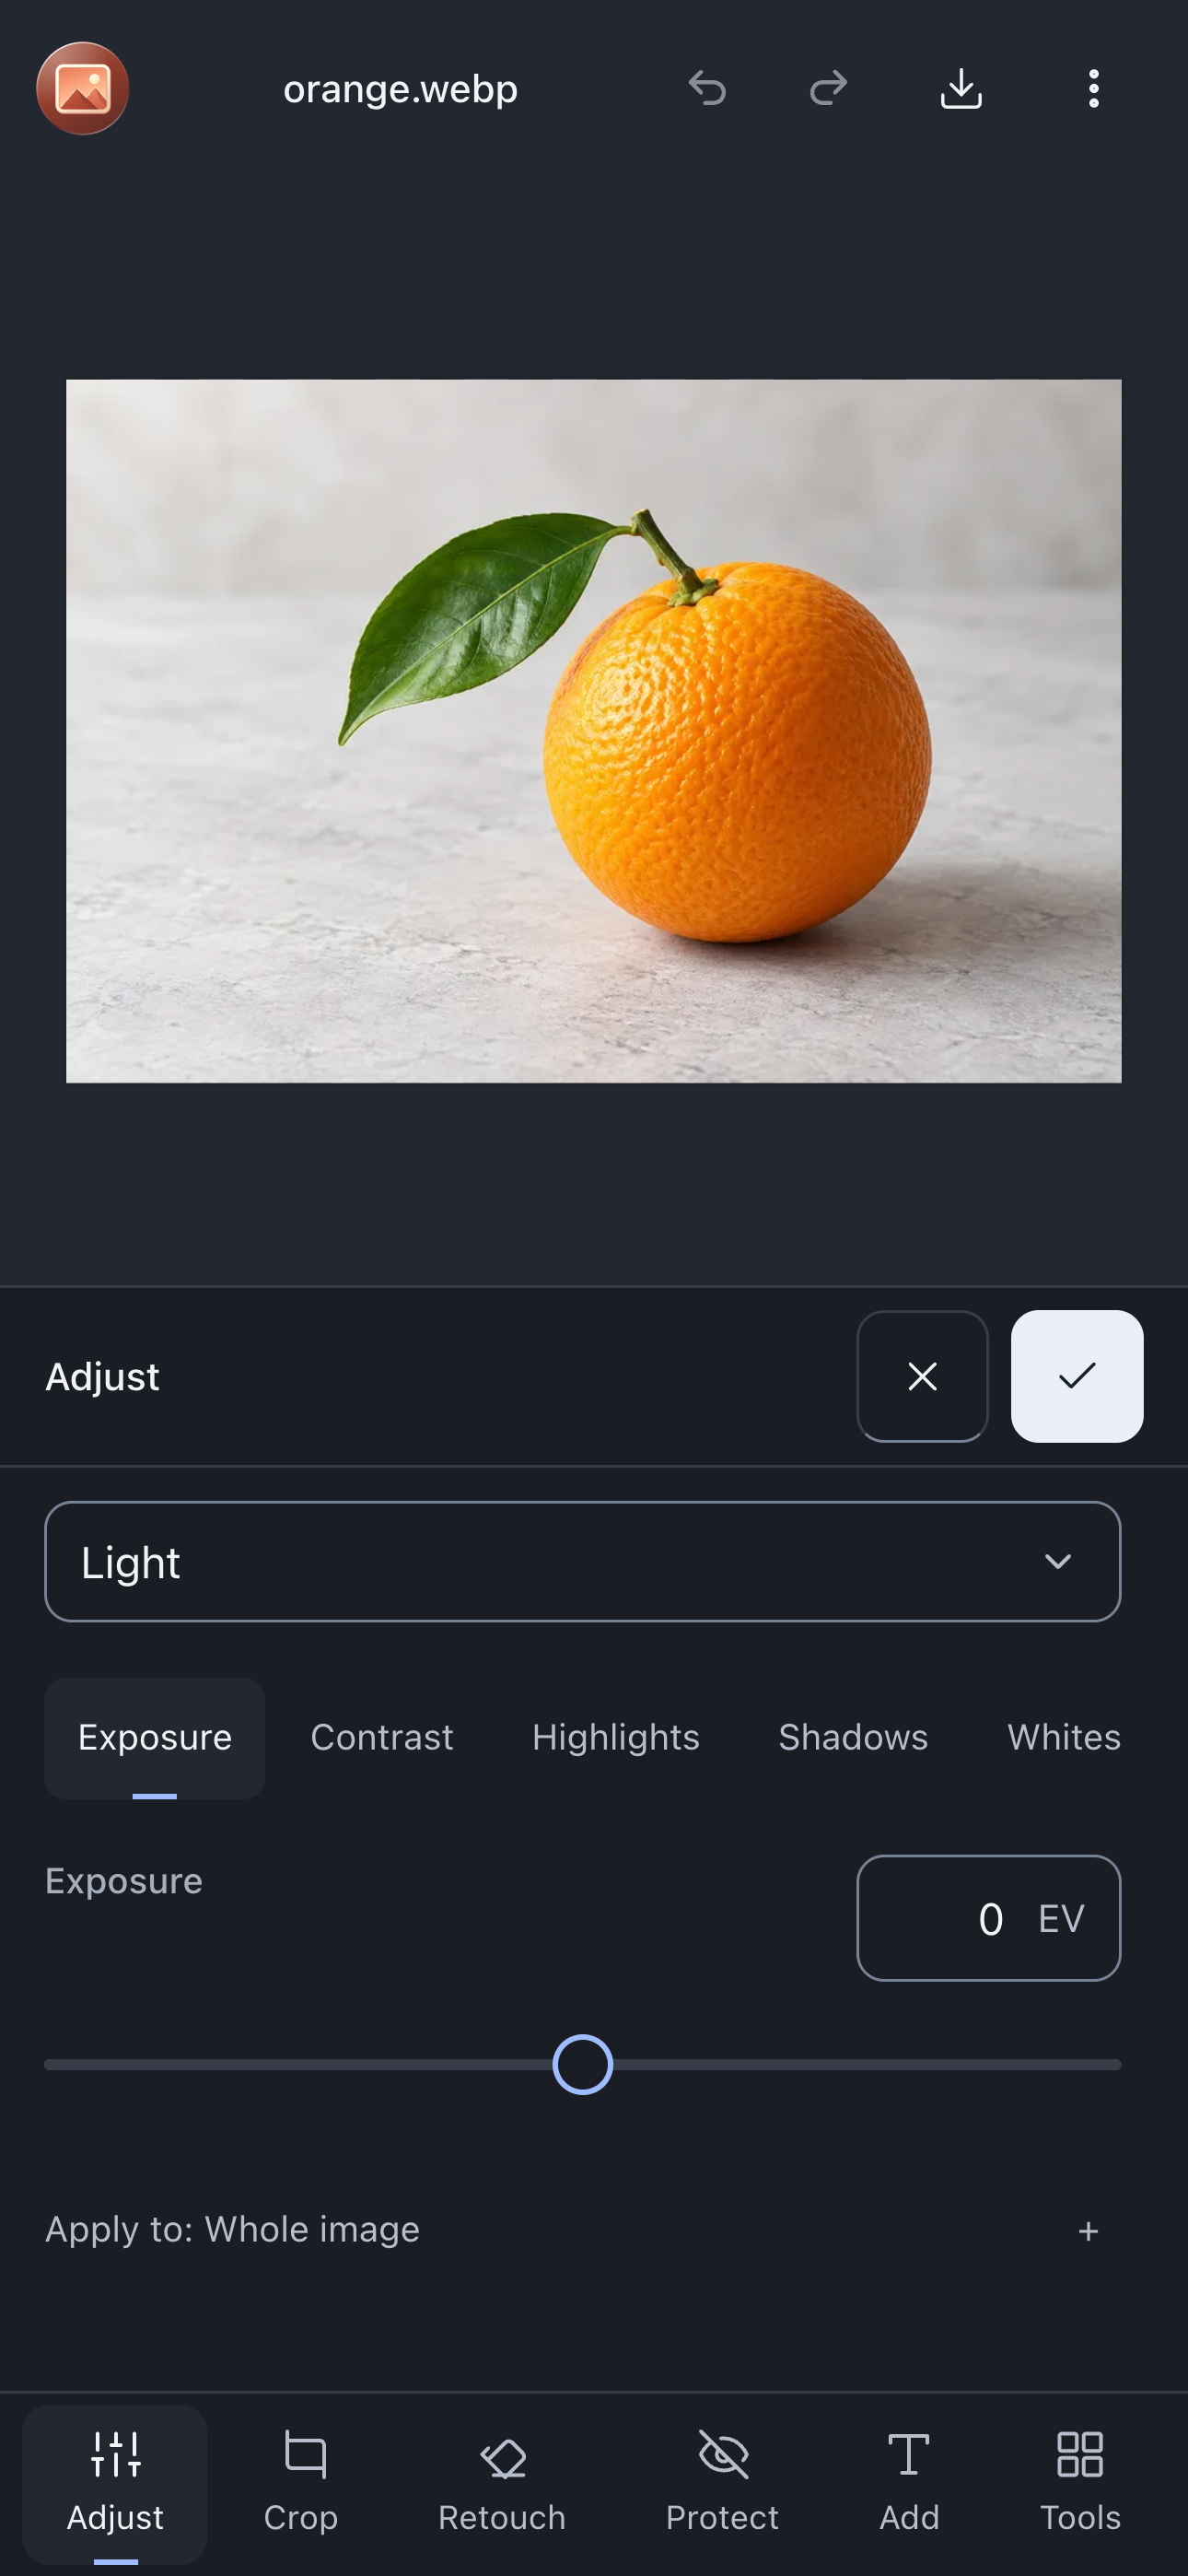 orange.webp
Adjust
Light
Exposure Contrast Highlights Shadows Whites
Exposure
0 EV
Apply to: Whole image
+
Adjust Crop Retouch Protect Add Tools